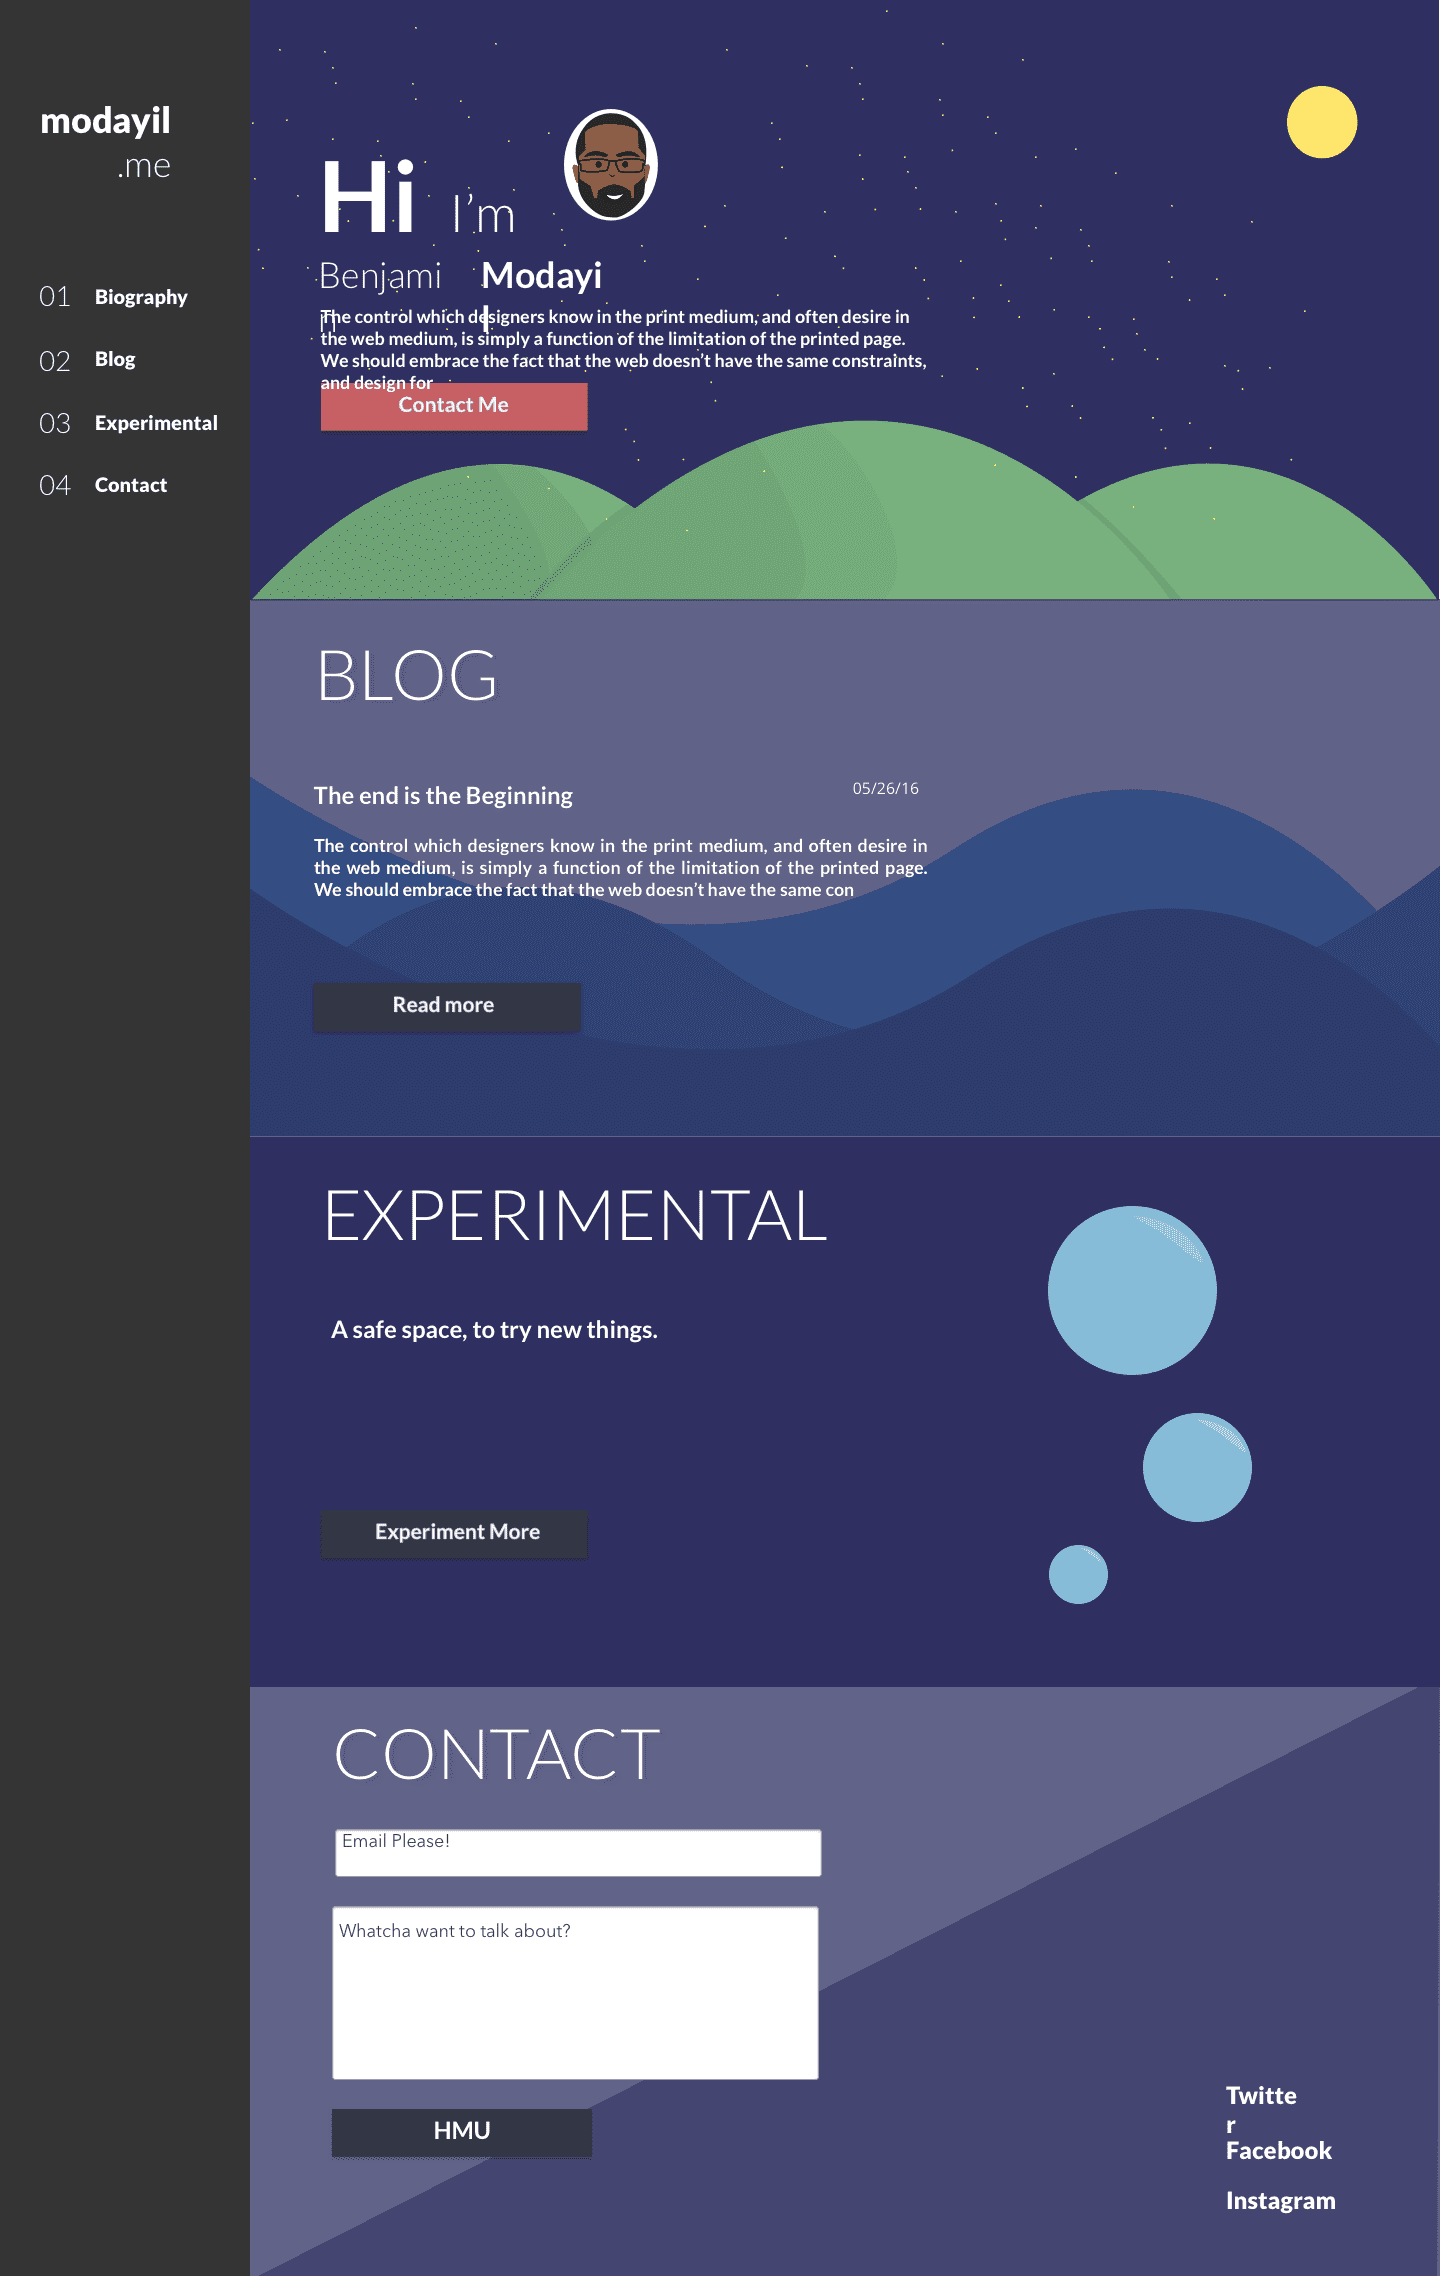 modayil
.me
01 Biography
02 Blog
03 Experimental
04 Contact
Hi I’m
Benjami
n
Modayi
l
The control which designers know in the print medium, and often desire in
the web medium, is simply a function of the limitation of the printed page.
We should embrace the fact that the web doesn’t have the same constraints,
and design for
Contact Me
BLOG
The end is the Beginning
05/26/16
The control which designers know in the print medium, and often desire in
the web medium, is simply a function of the limitation of the printed page.
We should embrace the fact that the web doesn’t have the same con
Read more
EXPERIMENTAL
A safe space, to try new things.
Experiment More
CONTACT
Email Please!
Whatcha want to talk about?
HMU
Twitte
r
Facebook
Instagram